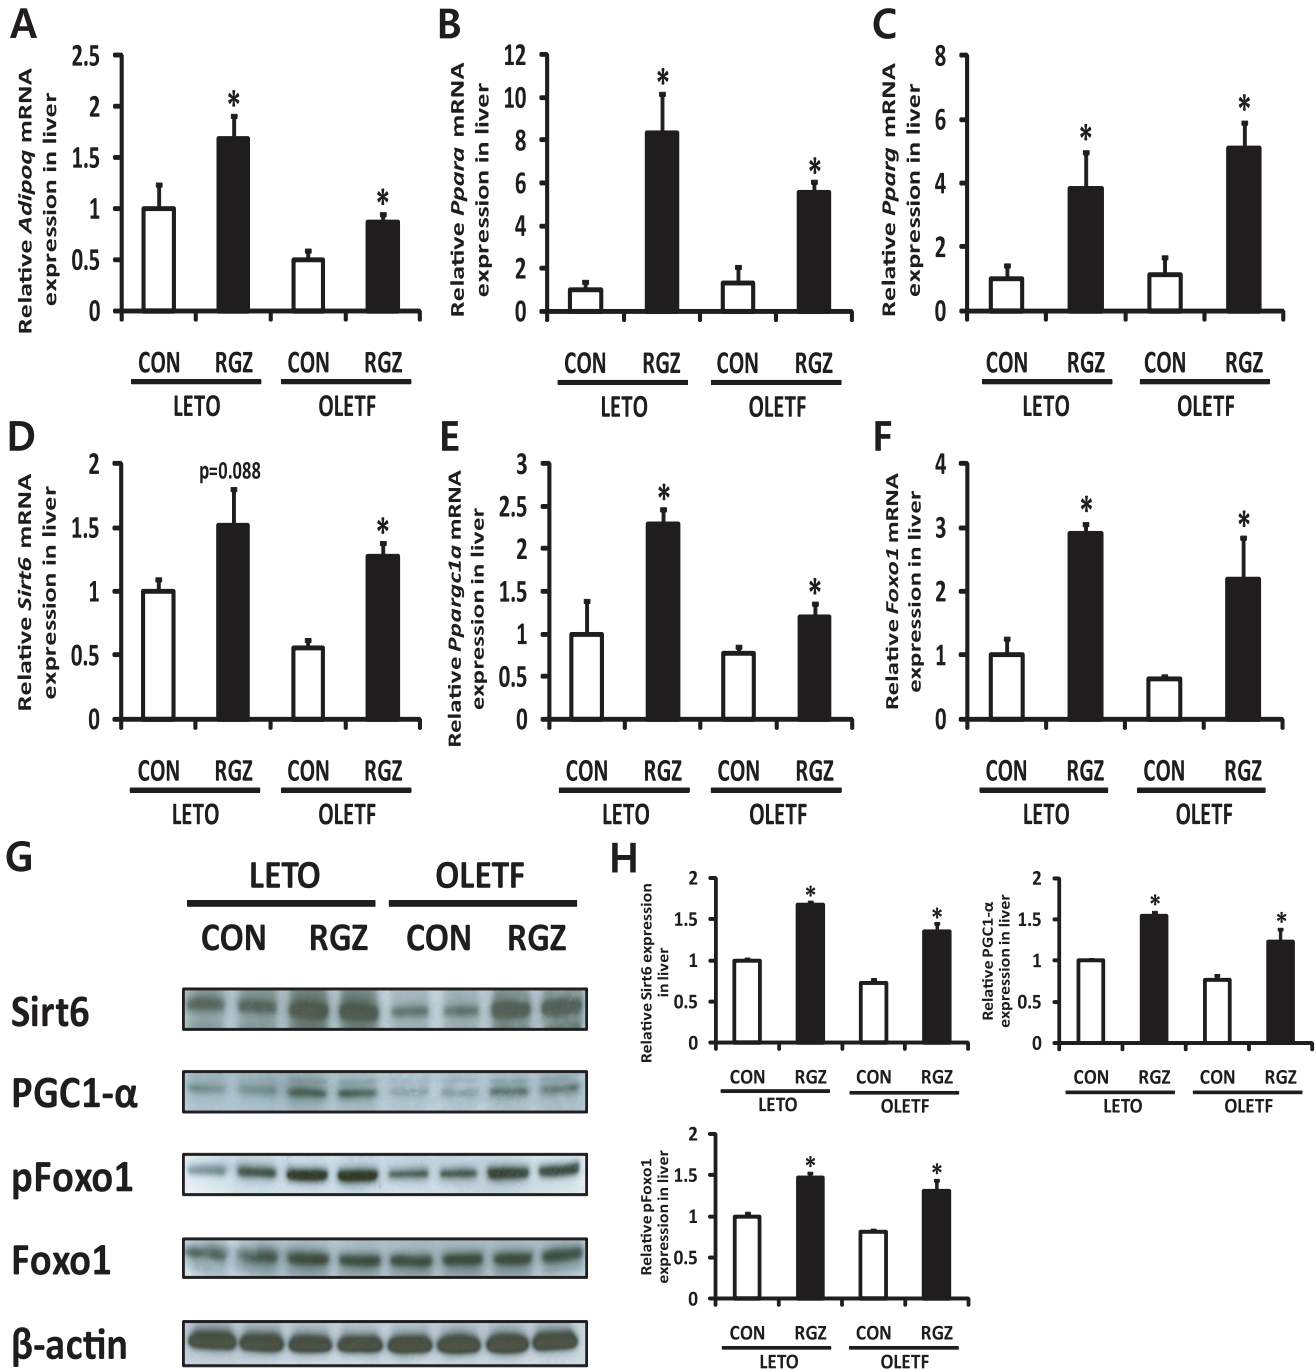 A
Relative Adipoq mRNA
expression in liver
2.5
2
1.5
1
0.5
0
*
*
CON RGZ CON RGZ
LETO OLETF
B
Relative Ppara mRNA
expression in liver
12
10
8
6
4
2
0
*
*
CON RGZ CON RGZ
LETO OLETF
C
Relative Pparg mRNA
expression in liver
8
6
4
2
0
*
*
CON RGZ CON RGZ
LETO OLETF
D
Relative Sirt6 mRNA
expression in liver
2
1.5
1
0.5
0
p=0.088
*
CON RGZ CON RGZ
LETO OLETF
E
Relative Ppargc1a mRNA
expression in liver
3
2.5
2
1.5
1
0.5
0
*
*
CON RGZ CON RGZ
LETO OLETF
F
Relative Foxo1 mRNA
expression in liver
4
3
2
1
0
*
*
CON RGZ CON RGZ
LETO OLETF
G
LETO OLETF
CON RGZ CON RGZ
Sirt6
PGC1-α
pFoxo1
Foxo1
β-actin
H
Relative Sirt6 expression
in liver
2
1.5
1
0.5
0
*
*
CON RGZ CON RGZ
LETO OLETF
Relative PGC1-α
expression in liver
2
1.5
1
0.5
0
*
*
CON RGZ CON RGZ
LETO OLETF
Relative pFoxo1
expression in liver
2
1.5
1
0.5
0
*
*
CON RGZ CON RGZ
LETO OLETF